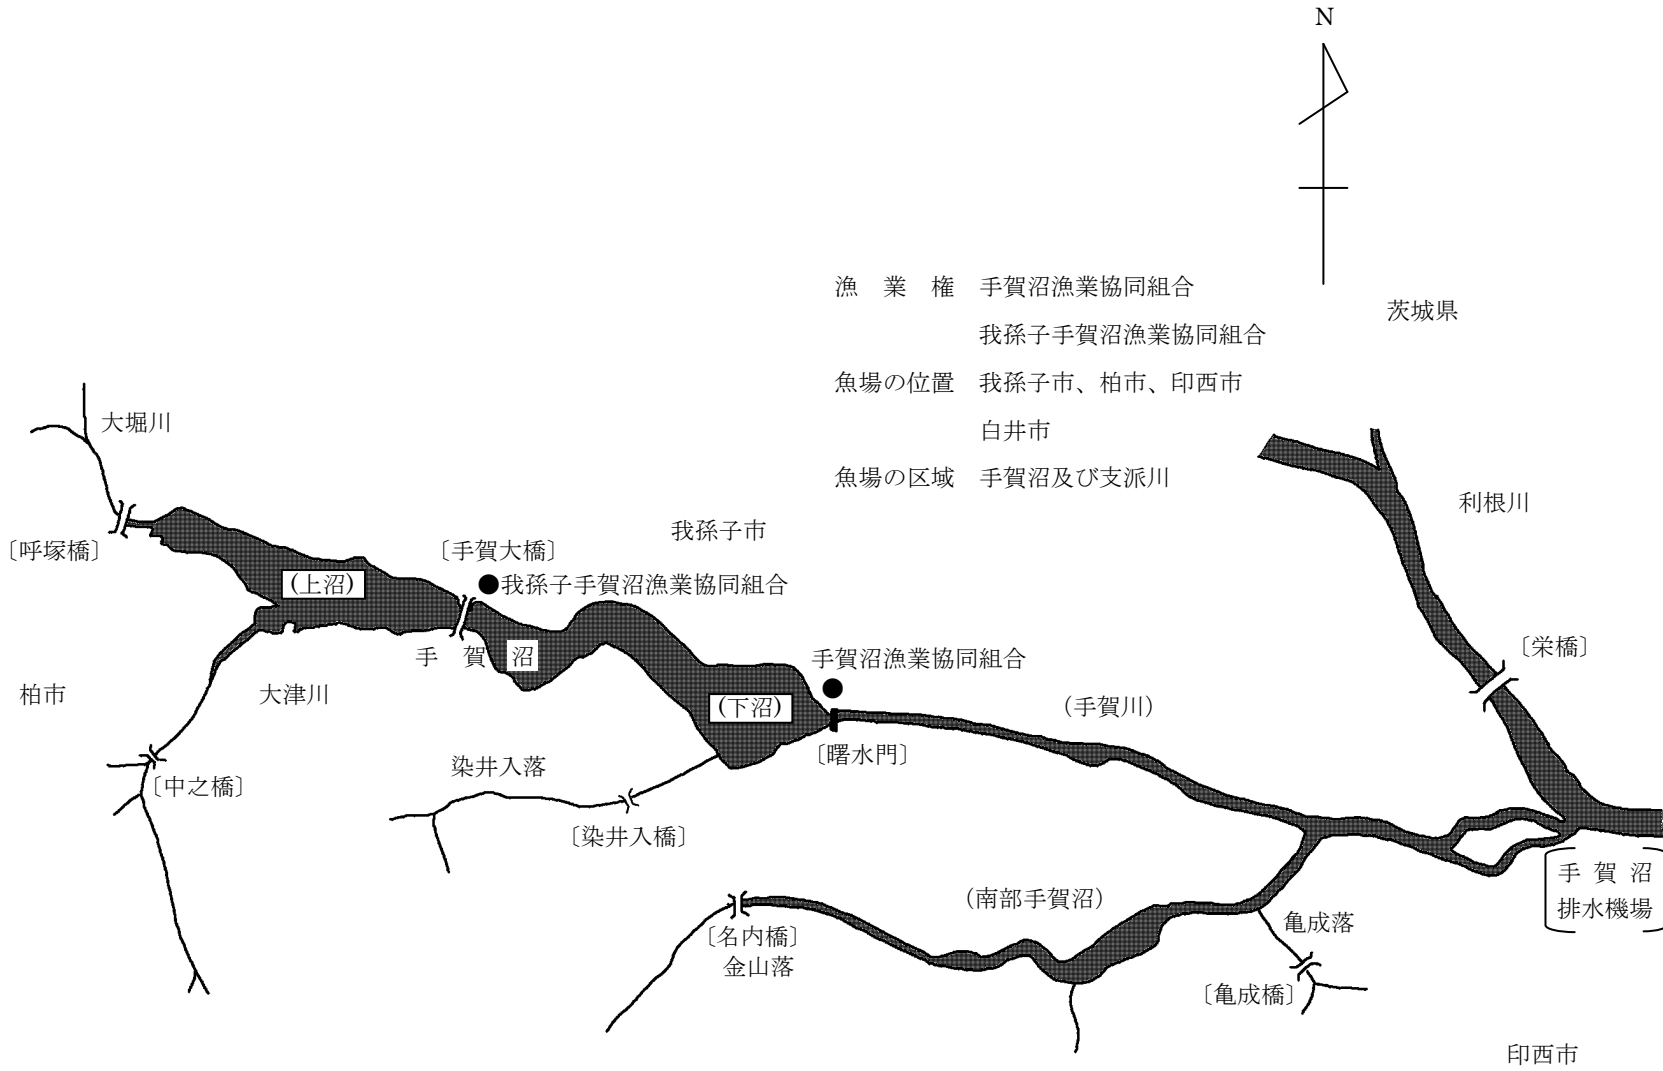 N
漁 業 権 手賀沼漁業協同組合
我孫子手賀沼漁業協同組合
魚場の位置 我孫子市、柏市、印西市
白井市
魚場の区域 手賀沼及び支派川
茨城県
大堀川
利根川
〔呼塚橋〕
〔手賀大橋〕
我孫子市
(上沼)
●我孫子手賀沼漁業協同組合
手 賀 沼
手賀沼漁業協同組合
〔栄橋〕
柏市
大津川
(下沼)
(手賀川)
〔曙水門〕
染井入落
〔中之橋〕
〔染井入橋〕
(南部手賀沼)
手 賀 沼
排水機場
亀成落
〔名内橋〕
金山落
〔亀成橋〕
印西市